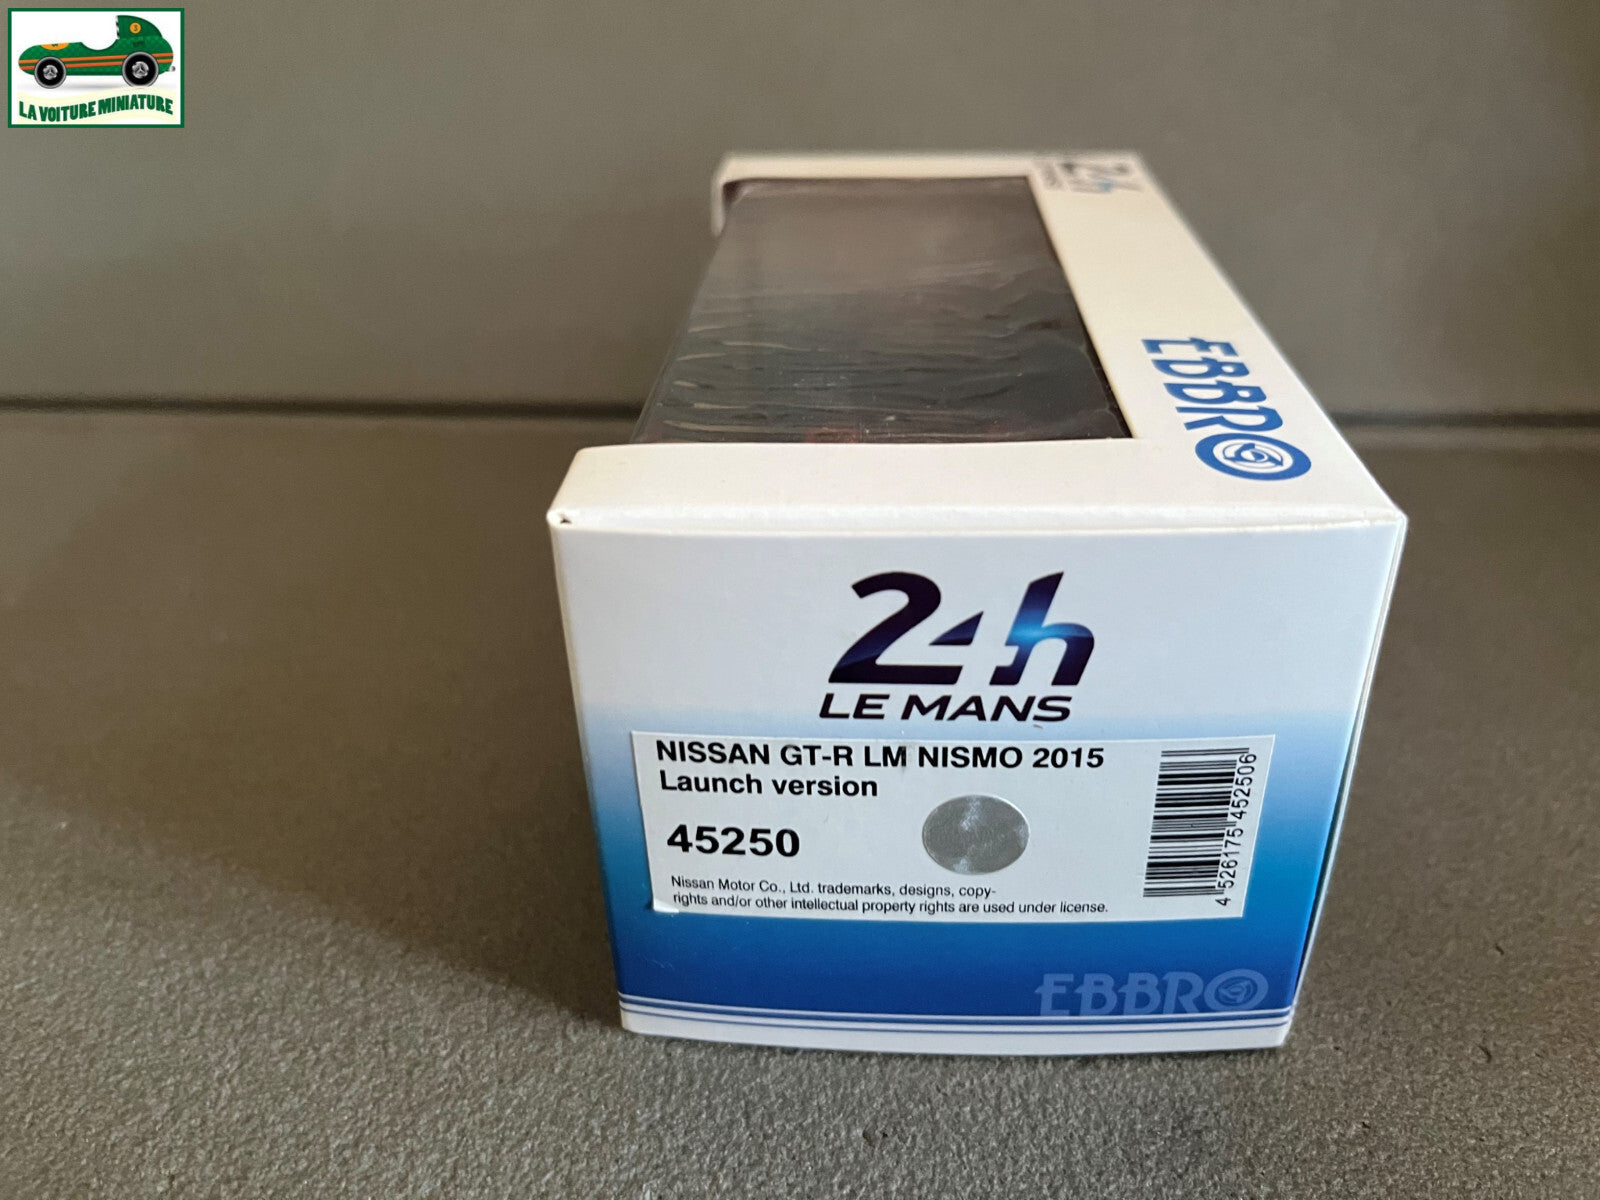 LA VOITURE MINIATURE
24h
EBBRO
24h
LE MANS
NISSAN GT-R LM NISMO 2015
Launch version
45250
Nissan Motor Co., Ltd. trademarks, designs, copy-
rights and/or other intellectual property rights are used under license.
4 526175 452506
EBBRO